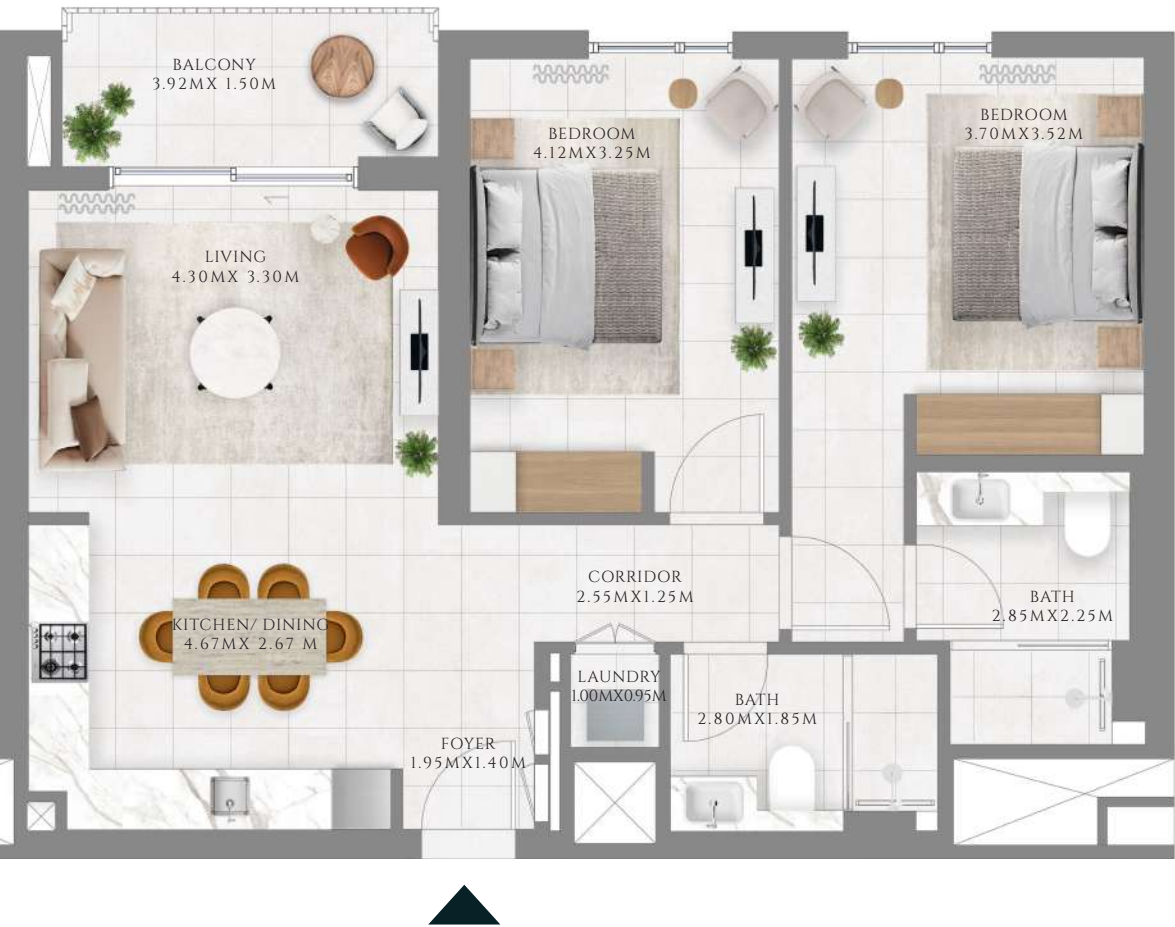 BALCONY
3.92MX 1.50M
BEDROOM
4.12MX3.25M
BEDROOM
3.70MX3.52M
LIVING
4.30MX 3.30M
CORRIDOR
2.55MX1.25M
BATH
2.85MX2.25M
KITCHEN/ DINING
4.67MX 2.67 M
LAUNDRY
1.00MX0.95M
BATH
2.80MX1.85M
FOYER
1.95MX1.40M